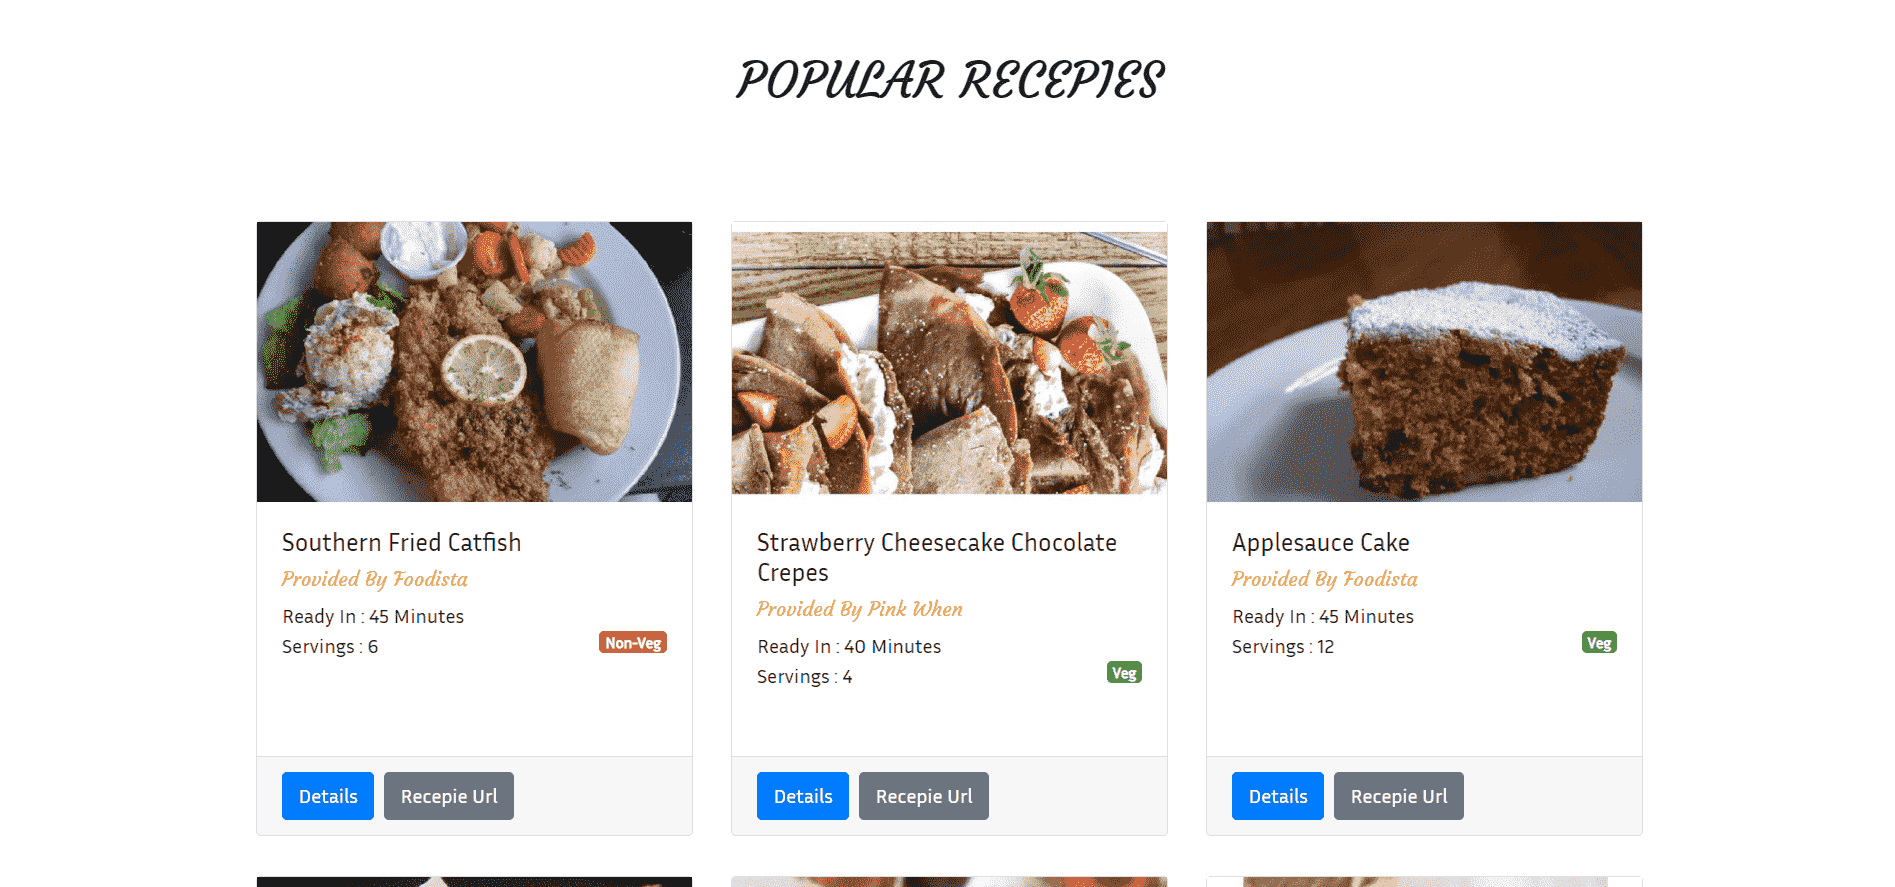 POPULAR RECEPIES
Southern Fried Catfish
Provided By Foodista
Ready In : 45 Minutes
Servings : 6
Non-Veg
Details
Recepie Url
Strawberry Cheesecake Chocolate
Crepes
Provided By Pink When
Ready In : 40 Minutes
Servings : 4
Veg
Details
Recepie Url
Applesauce Cake
Provided By Foodista
Ready In : 45 Minutes
Servings : 12
Veg
Details
Recepie Url